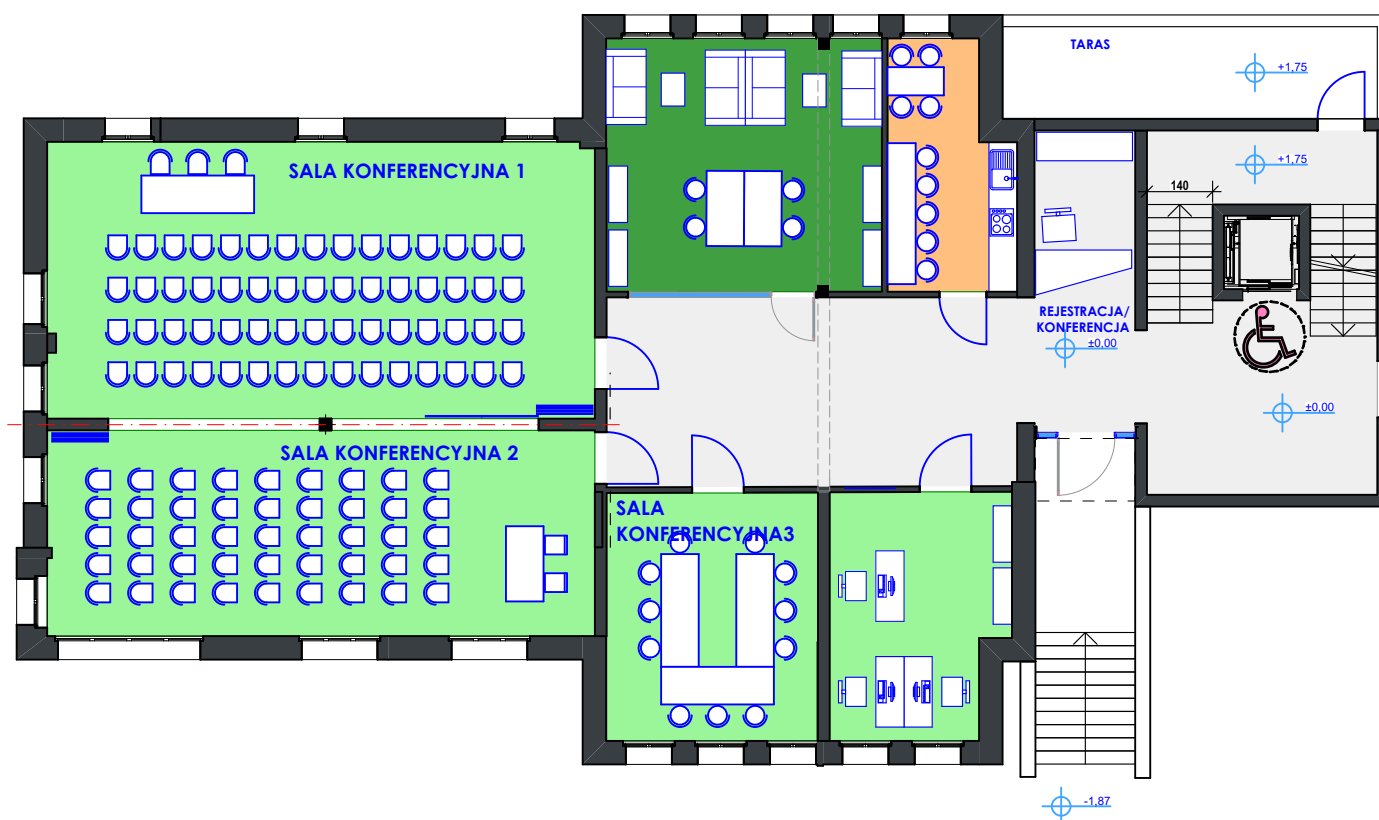 TARAS
+1,75
+1,75
140
SALA KONFERENCYJNA 1
REJESTRACJA/
KONFERENCJA
±0,00
±0,00
SALA KONFERENCYJNA 2
SALA
KONFERENCYJNA3
-1,87